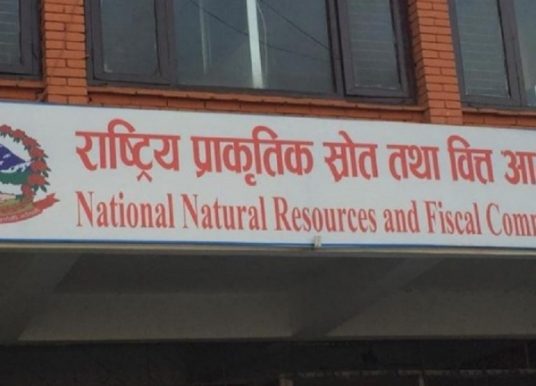 राष्ट्रिय प्राकृतिक स्रोत तथा वित्त आ
National Natural Resources and Fiscal Comm